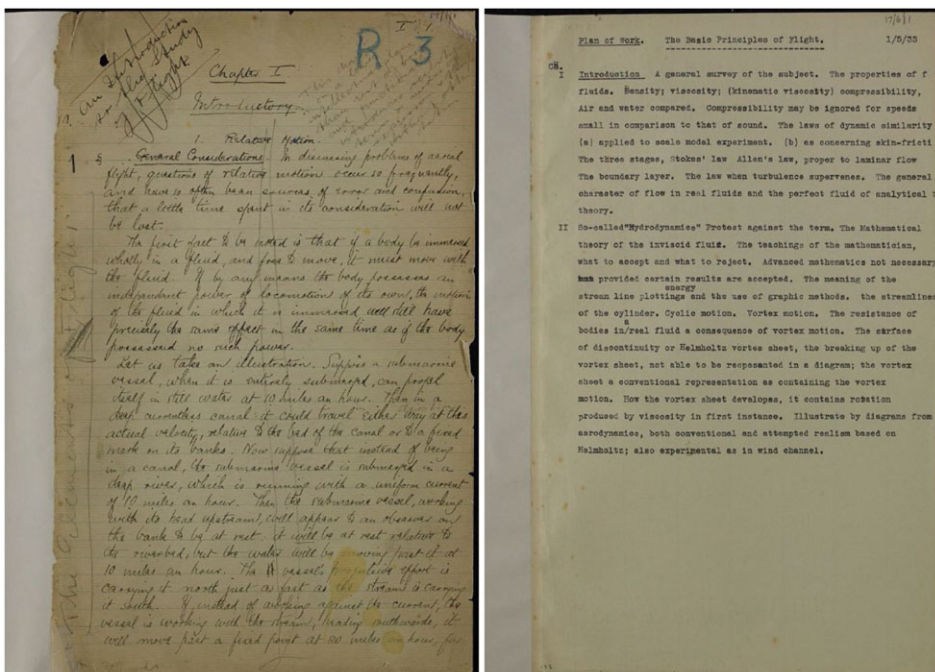 An Introduction
to the Study
of Flight
R 3
Chapter I
Introductory
1. Relative Motion
1 § General Considerations In discussing problems of aerial
flight, questions of relative motion occur so frequently,
and have so often been sources of error and confusion,
that a little time spent in its consideration will not
be lost.
The first fact to be noted is that if a body be immersed
wholly in a fluid, and free to move, it must move with
the fluid. If by any means the body possesses an
independent power of locomotion of its own, the motion
of the fluid in which it is immersed will still have
precisely the same effect in the same time as if the body
possessed no such power.
Let us take an illustration. Suppose a submarine
vessel, when it is entirely submerged, can propel
itself in still water at 10 miles an hour. Then in a
deep currentless canal it could travel either way at this
actual velocity, relative to the bed of the canal or to a fixed
mark on its banks. Now suppose that instead of being
in a canal, the submarine vessel is submerged in a
deep river, which is running with a uniform current
of 10 miles an hour. Then the submarine vessel, working
with its head upstream, will appear to an observer on
the bank to be at rest. it will be at rest relative to
the riverbed, but the water will be moving past it at
10 miles an hour. The vessel's propulsive effort is
carrying it north just as fast as the stream is carrying
it south. If, instead of working against the current, the
vessel is working with the stream, heading southwards, it
will move past a fixed point at 20 miles an hour, for
The Elements of Flight
17/6/1
Plan of Work. The Basic Principles of Flight. 1/5/33
CH.
I Introduction A general survey of the subject. The properties of f
fluids. Density; viscosity; (kinematic viscosity) compressibility,
Air and water compared. Compressibility may be ignored for speeds
small in comparison to that of sound. The laws of dynamic similarity
(a) applied to scale model experiment. (b) as concerning skin-fricti
The three stages, Stokes' law Allen's law, proper to laminar flow
The boundary layer. The law when turbulence supervenes. The general
character of flow in real fluids and the perfect fluid of analytical t
theory.
II So-called "Hydrodynamics" Protest against the term. The Mathematical
theory of the inviscid fluid. The teachings of the mathematician,
what to accept and what to reject. Advanced mathematics not necessary
provided certain results are accepted. The meaning of the
energy
stream line plottings and the use of graphic methods. the streamlines
of the cylinder. Cyclic motion. Vortex motion. The resistance of
bodies in/a real fluid a consequence of vortex motion. The surface
of discontinuity or Helmholtz vortex sheet, the breaking up of the
vortex sheet, not able to be represented in a diagram; the vortex
sheet a conventional representation as containing the vortex
motion. How the vortex sheet developes, it contains rotation
produced by viscosity in first instance. Illustrate by diagrams from
aerodynamics, both conventional and attempted realism based on
Helmholtz; also experimental as in wind channel.